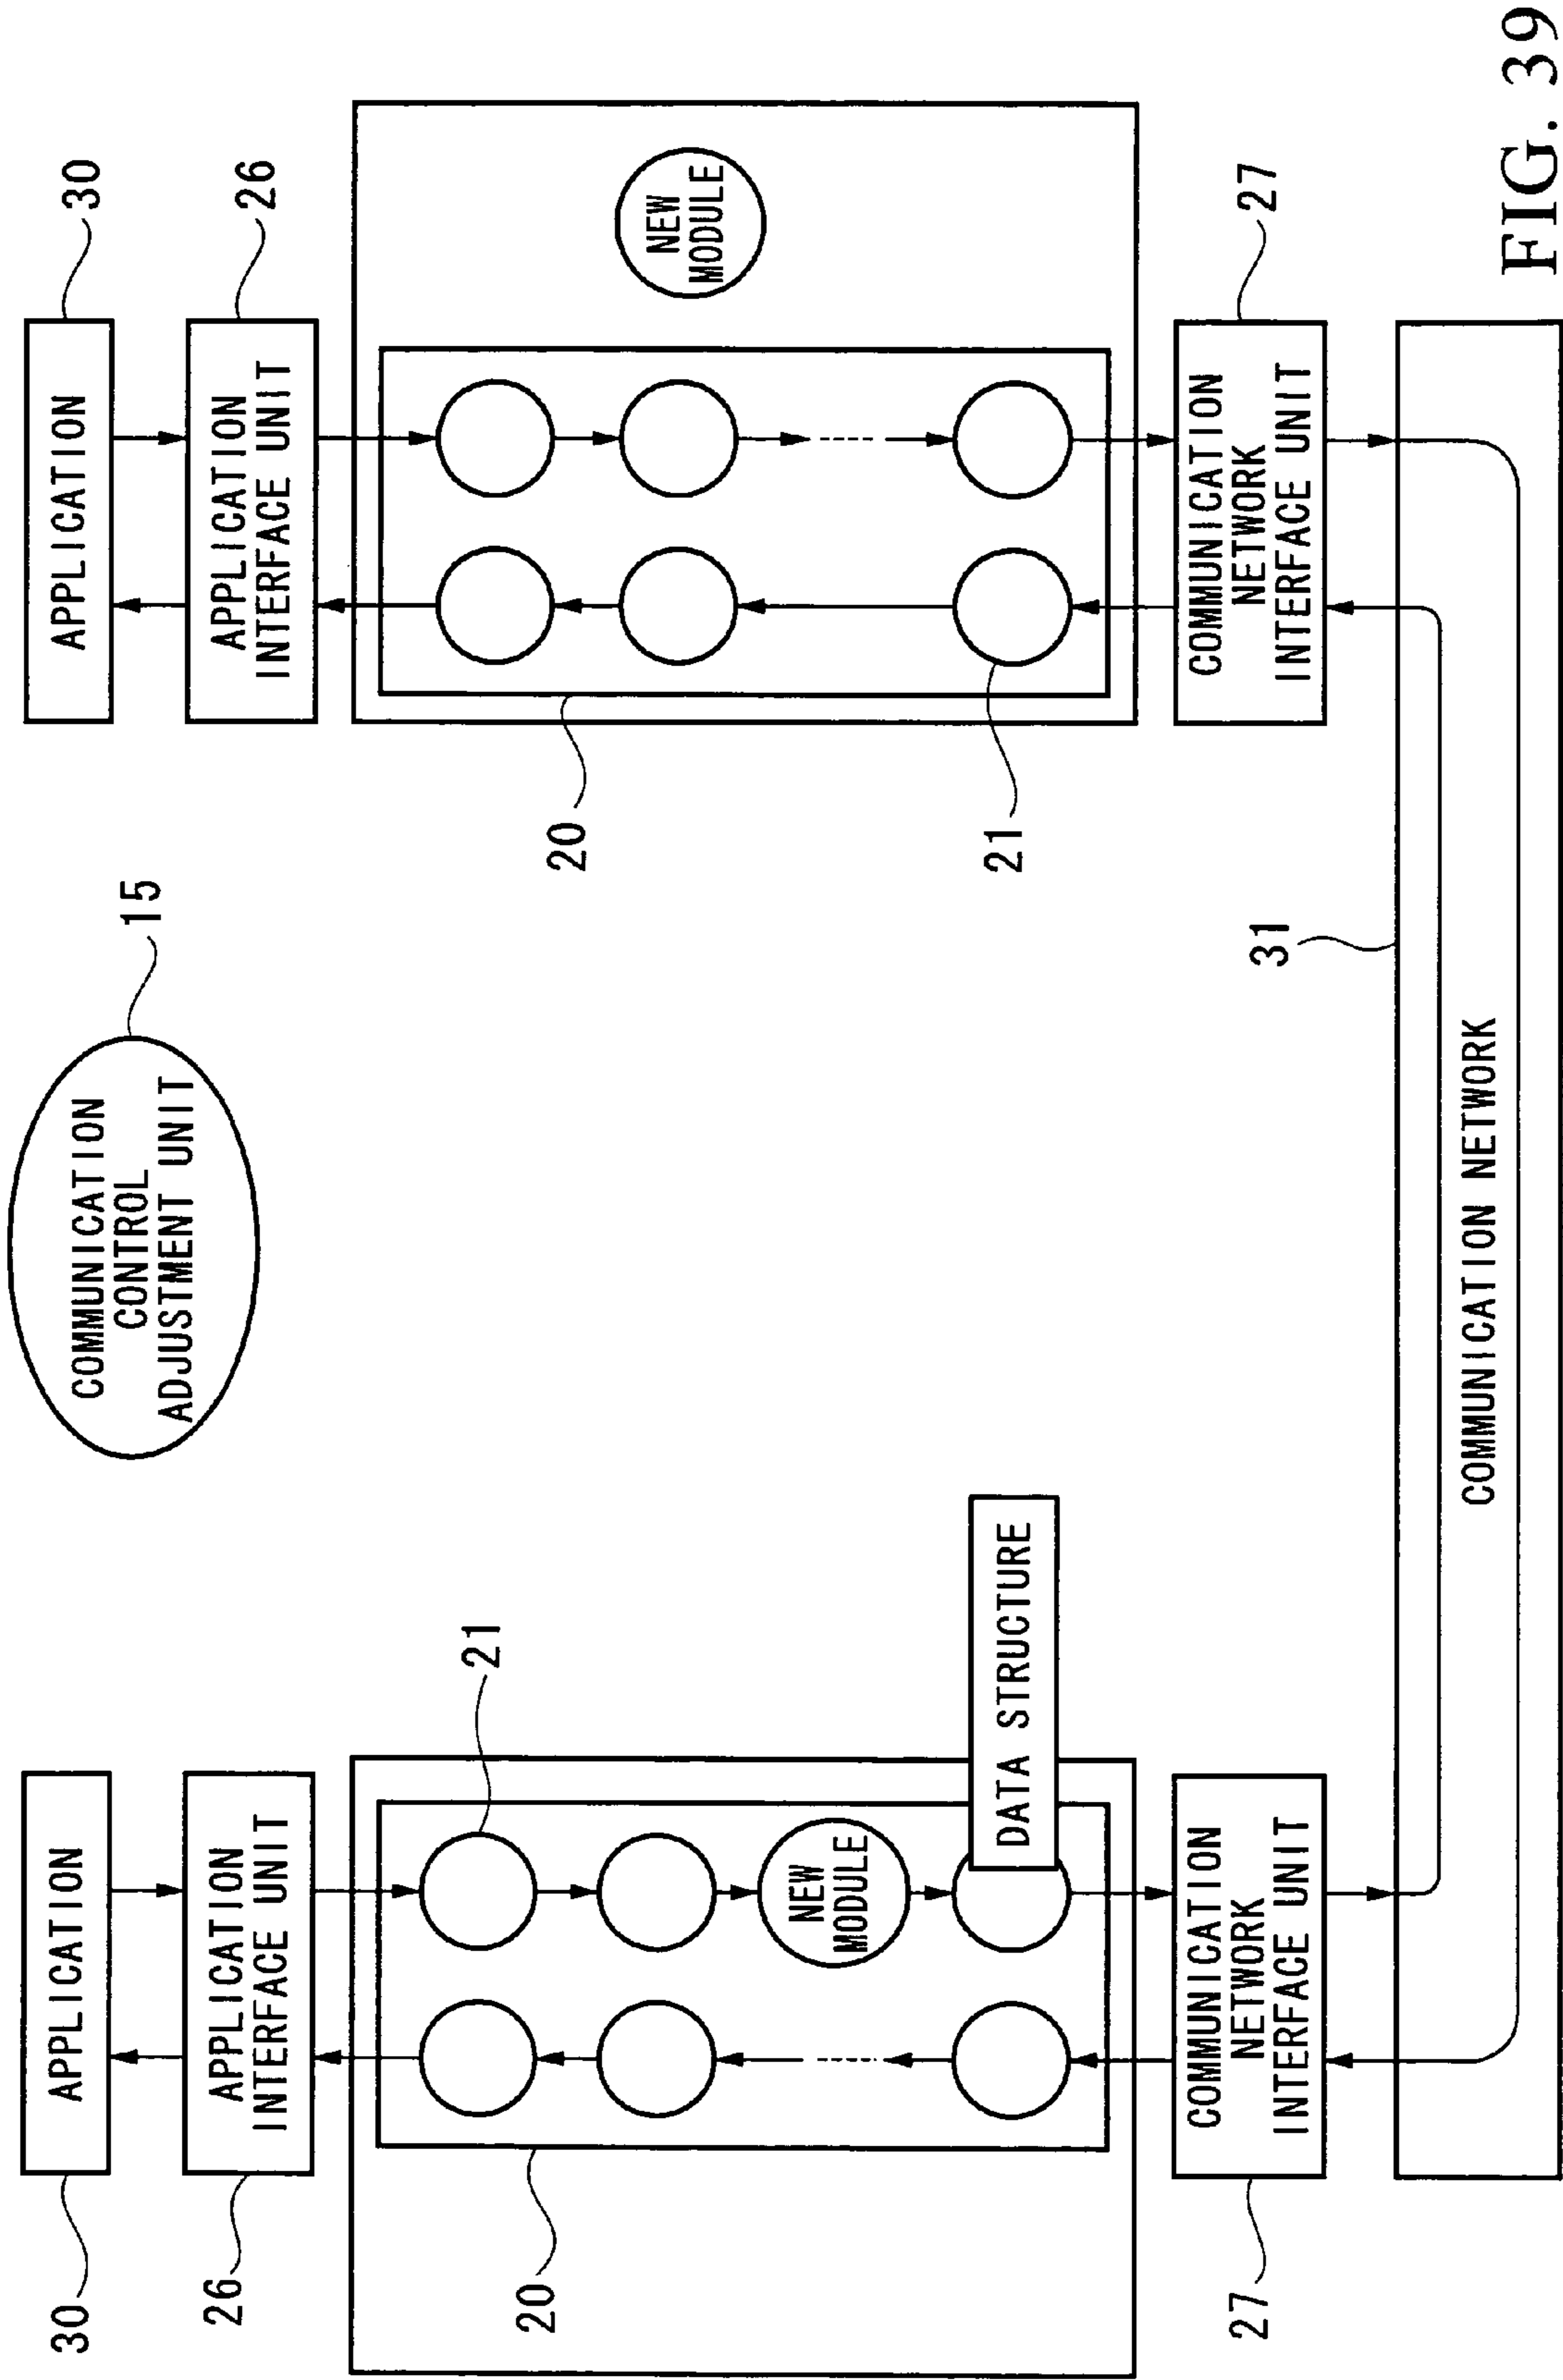 30
APPLICATION
26
APPLICATION
INTERFACE UNIT
21
20
NEW
MODULE
DATA STRUCTURE
27
COMMUNICATION
NETWORK
INTERFACE UNIT
COMMUNICATION
CONTROL
ADJUSTMENT UNIT
15
APPLICATION
30
APPLICATION
INTERFACE UNIT
26
20
NEW
MODULE
21
COMMUNICATION
NETWORK
INTERFACE UNIT
27
31
COMMUNICATION NETWORK
FIG. 39